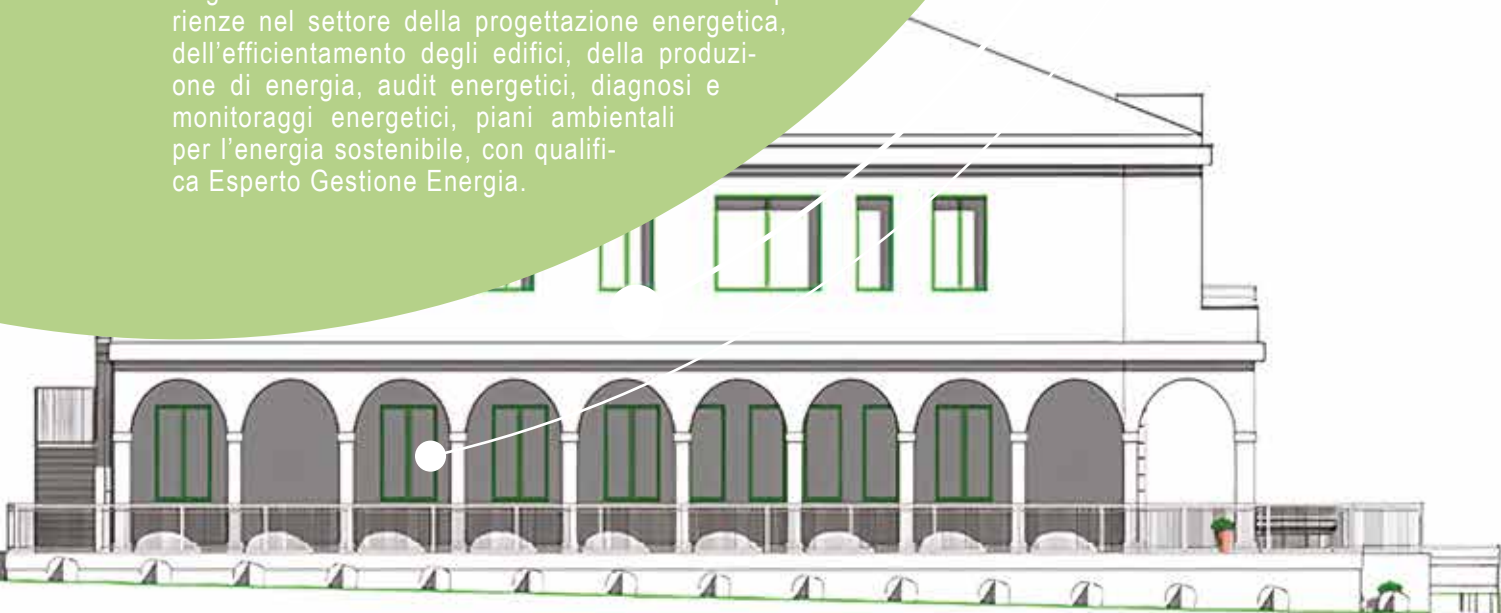 rienze nel settore della progettazione energetica,
dell'efficientamento degli edifici, della produzi-
one di energia, audit energetici, diagnosi e
monitoraggi energetici, piani ambientali
per l'energia sostenibile, con qualifi-
ca Esperto Gestione Energia.